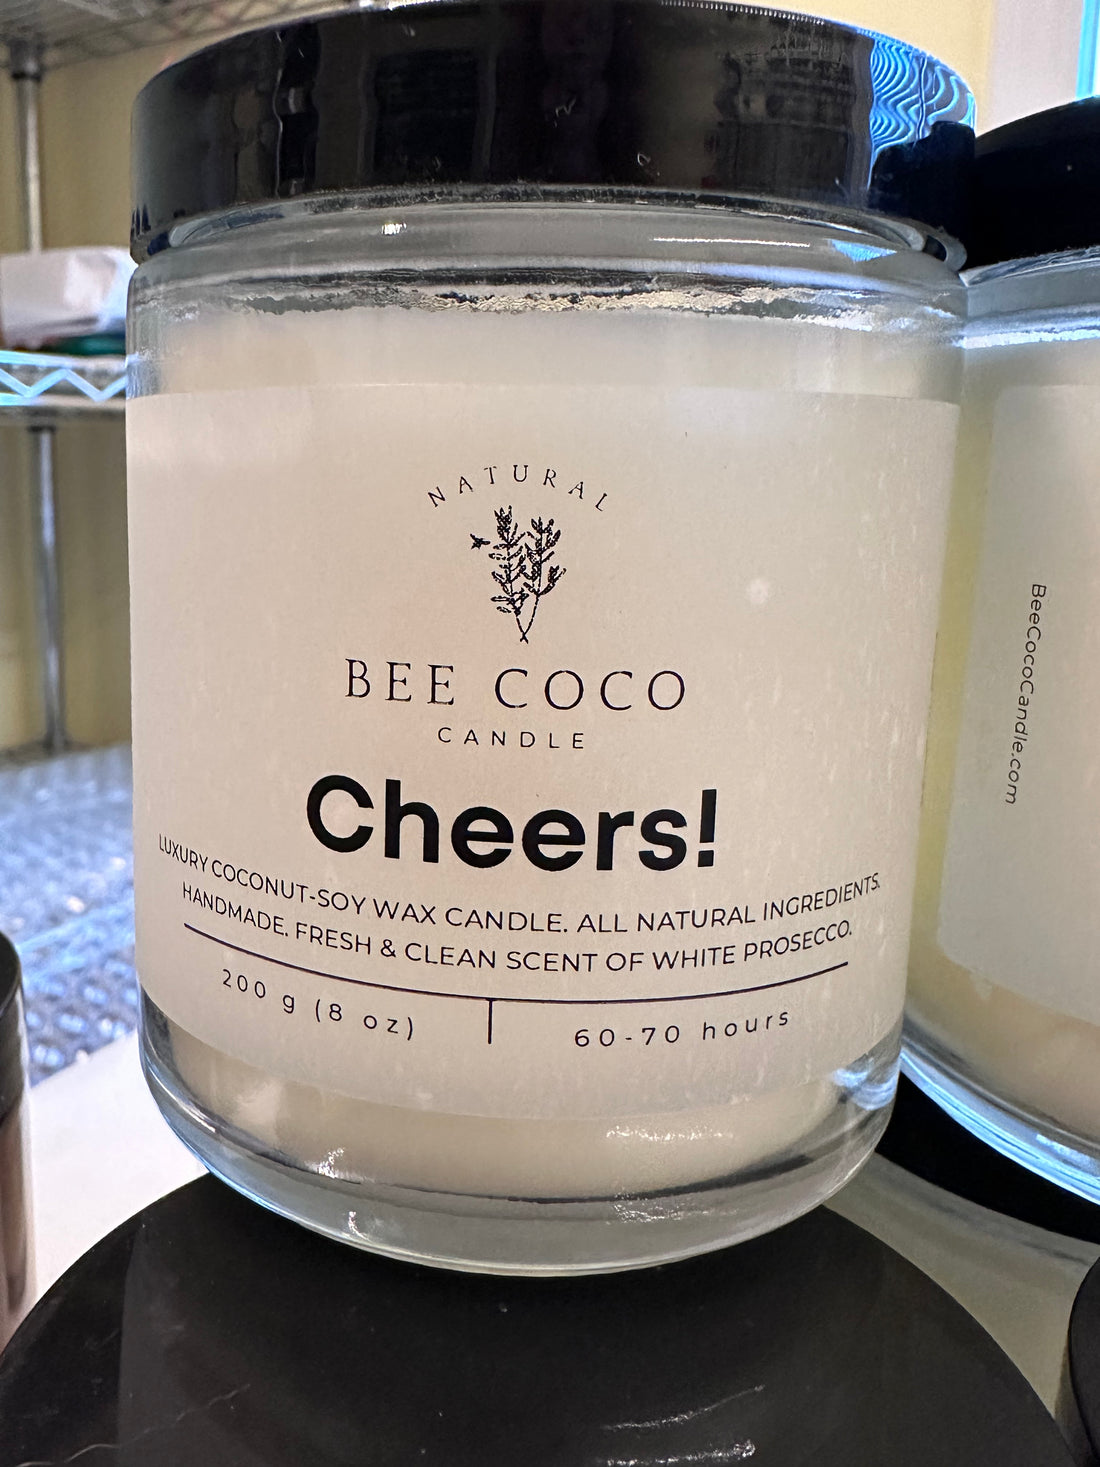 NATURAL
BEE COCO
CANDLE
Cheers!
LUXURY COCONUT-SOY WAX CANDLE. ALL NATURAL INGREDIENTS.
HANDMADE. FRESH & CLEAN SCENT OF WHITE PROSECCO.
200 g (8 oz)
60-70 hours
BeeCocoCandle.com